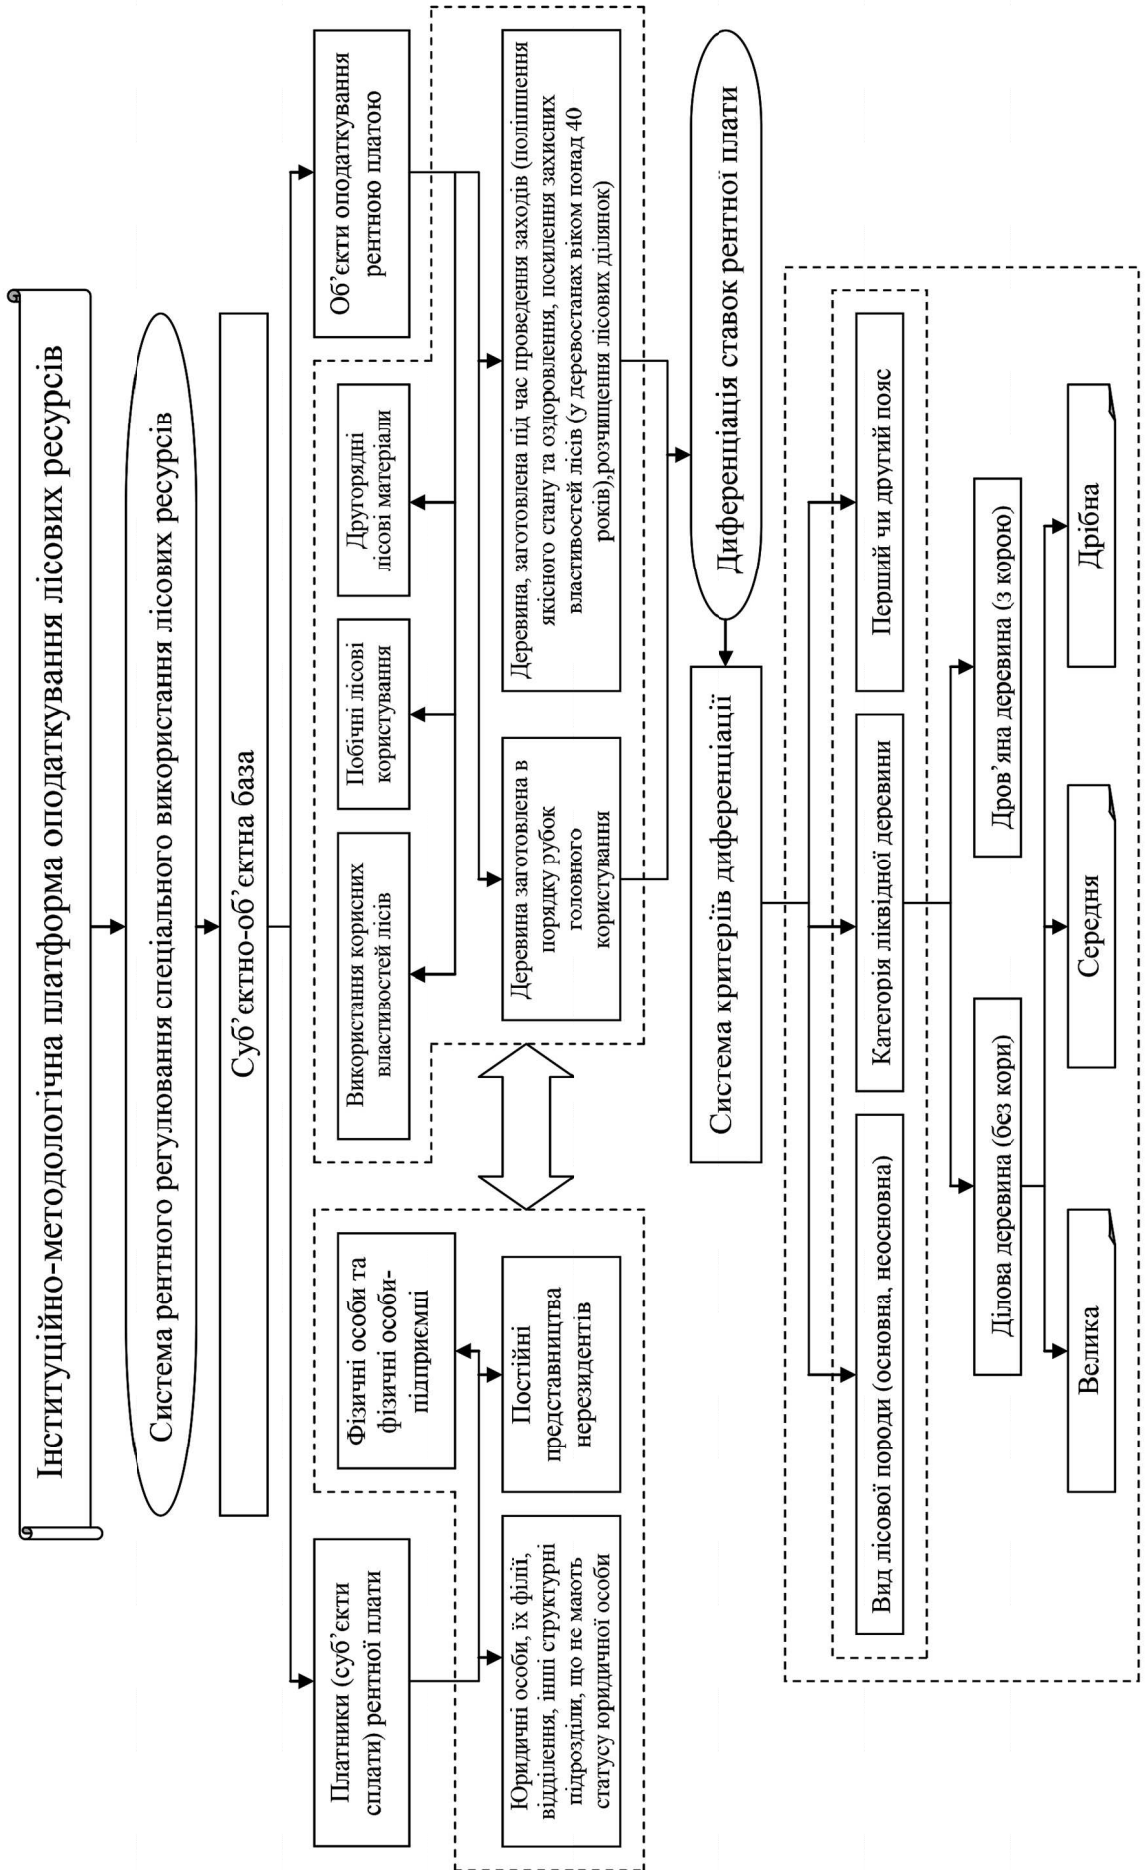 Інституційно-методологічна платформа оподаткування лісових ресурсів
Система рентного регулювання спеціального використання лісових ресурсів
Суб’єктно-об’єктна база
Платники (суб’єкти
сплати) рентної плати
Фізичні особи та
фізичні особи-
підприємці
Використання корисних
властивостей лісів
Побічні лісові
користування
Другорядні
лісові матеріали
Об’єкти оподаткування
рентною платою
Юридичні особи, їх філії,
відділення, інші структурні
підрозділи, що не мають
статусу юридичної особи
Постійні
представництва
нерезидентів
Деревина заготовлена в
порядку рубок
головного
користування
Деревина, заготовлена під час проведення заходів (поліпшення
якісного стану та оздоровлення, посилення захисних
властивостей лісів (у деревостанах віком понад 40
років),розчищення лісових ділянок)
Система критеріїв диференціації
Диференціація ставок рентної плати
Вид лісової породи (основна, неосновна)
Категорія ліквідної деревини
Перший чи другий пояс
Ділова деревина (без кори)
Дров’яна деревина (з корою)
Велика
Середня
Дрібна